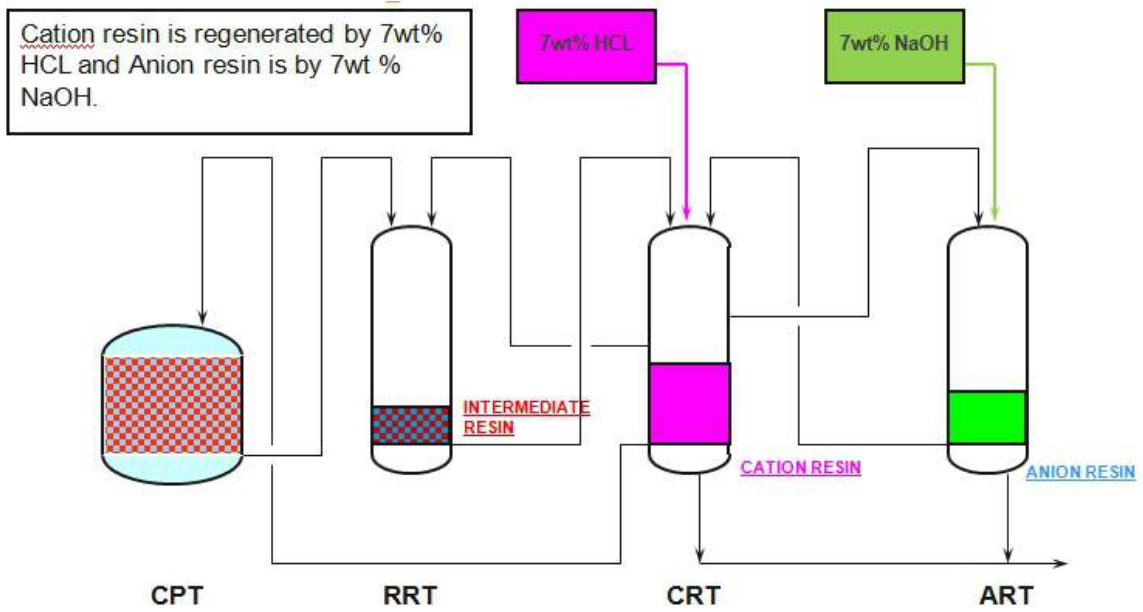 Cation resin is regenerated by 7wt%
HCL and Anion resin is by 7wt %
NaOH.
7wt% HCL
7wt% NaOH
INTERMEDIATE
RESIN
CATION RESIN
ANION RESIN
CPT
RRT
CRT
ART